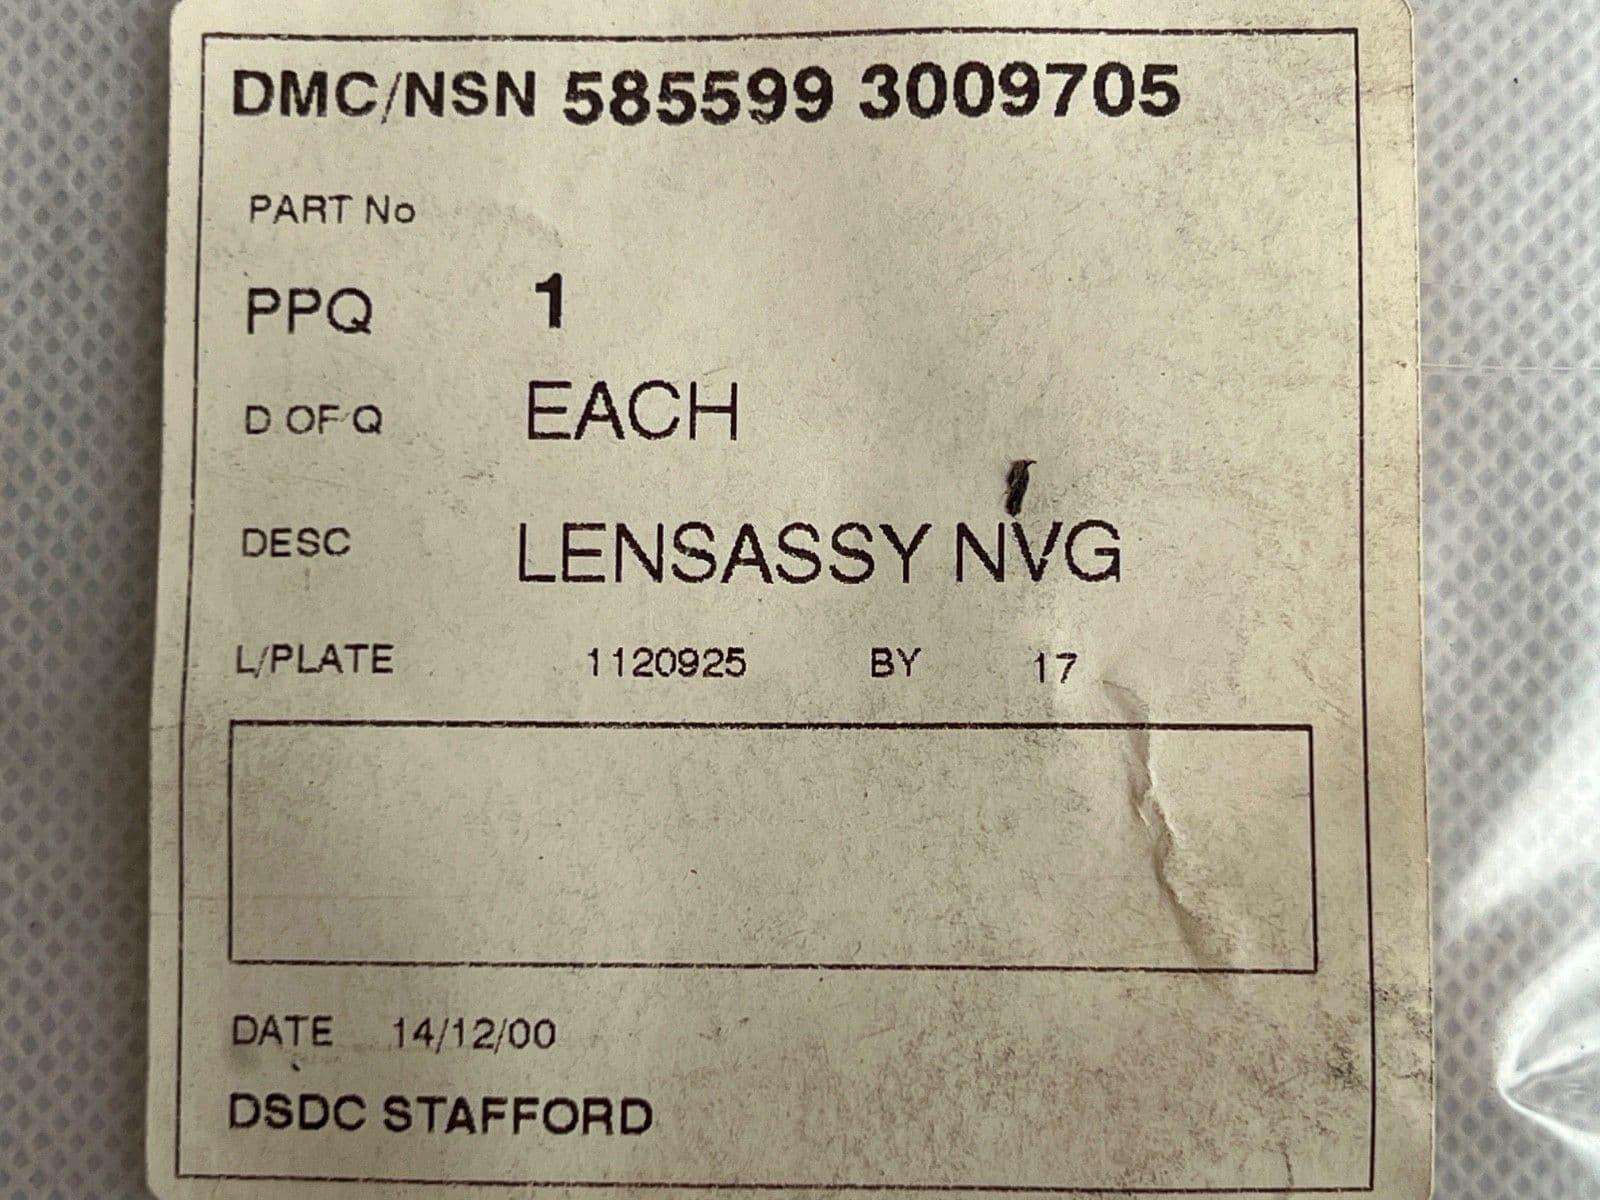 DMC/NSN 585599 3009705
PART No
PPQ 1
D OF Q EACH
DESC LENSASSY NVG
L/PLATE 1120925 BY 17
DATE 14/12/00
DSDC STAFFORD